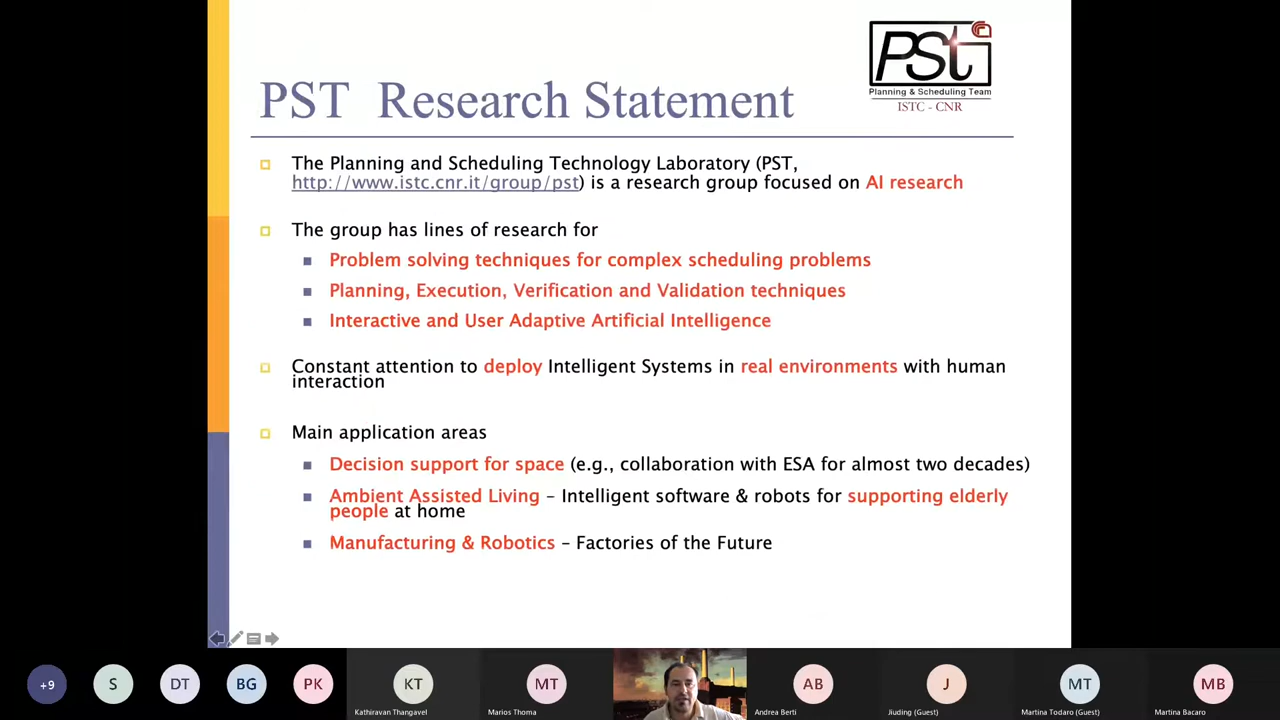 PSt
Planning & Scheduling Team
ISTC - CNR
PST Research Statement
The Planning and Scheduling Technology Laboratory (PST,
http://www.istc.cnr.it/group/pst) is a research group focused on AI research
The group has lines of research for
Problem solving techniques for complex scheduling problems
Planning, Execution, Verification and Validation techniques
Interactive and User Adaptive Artificial Intelligence
Constant attention to deploy Intelligent Systems in real environments with human
interaction
Main application areas
Decision support for space (e.g., collaboration with ESA for almost two decades)
Ambient Assisted Living – Intelligent software & robots for supporting elderly
people at home
Manufacturing & Robotics – Factories of the Future
+9
S
DT
BG
PK
KT
MT
AB
J
MT
MB
Kathiravan Thangavel
Marios Thoma
Andrea Berti
Jiuding (Guest)
Martina Todaro (Guest)
Martina Bacaro